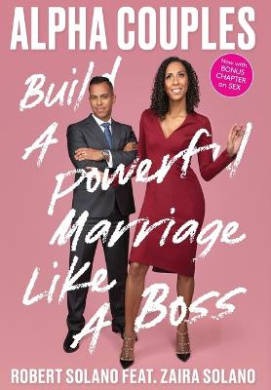 ALPHA COUPLES
Now with
BONUS
CHAPTER
on SEX
Build
A
Powerful
Marriage
Like
A Boss
ROBERT SOLANO FEAT. ZAIRA SOLANO